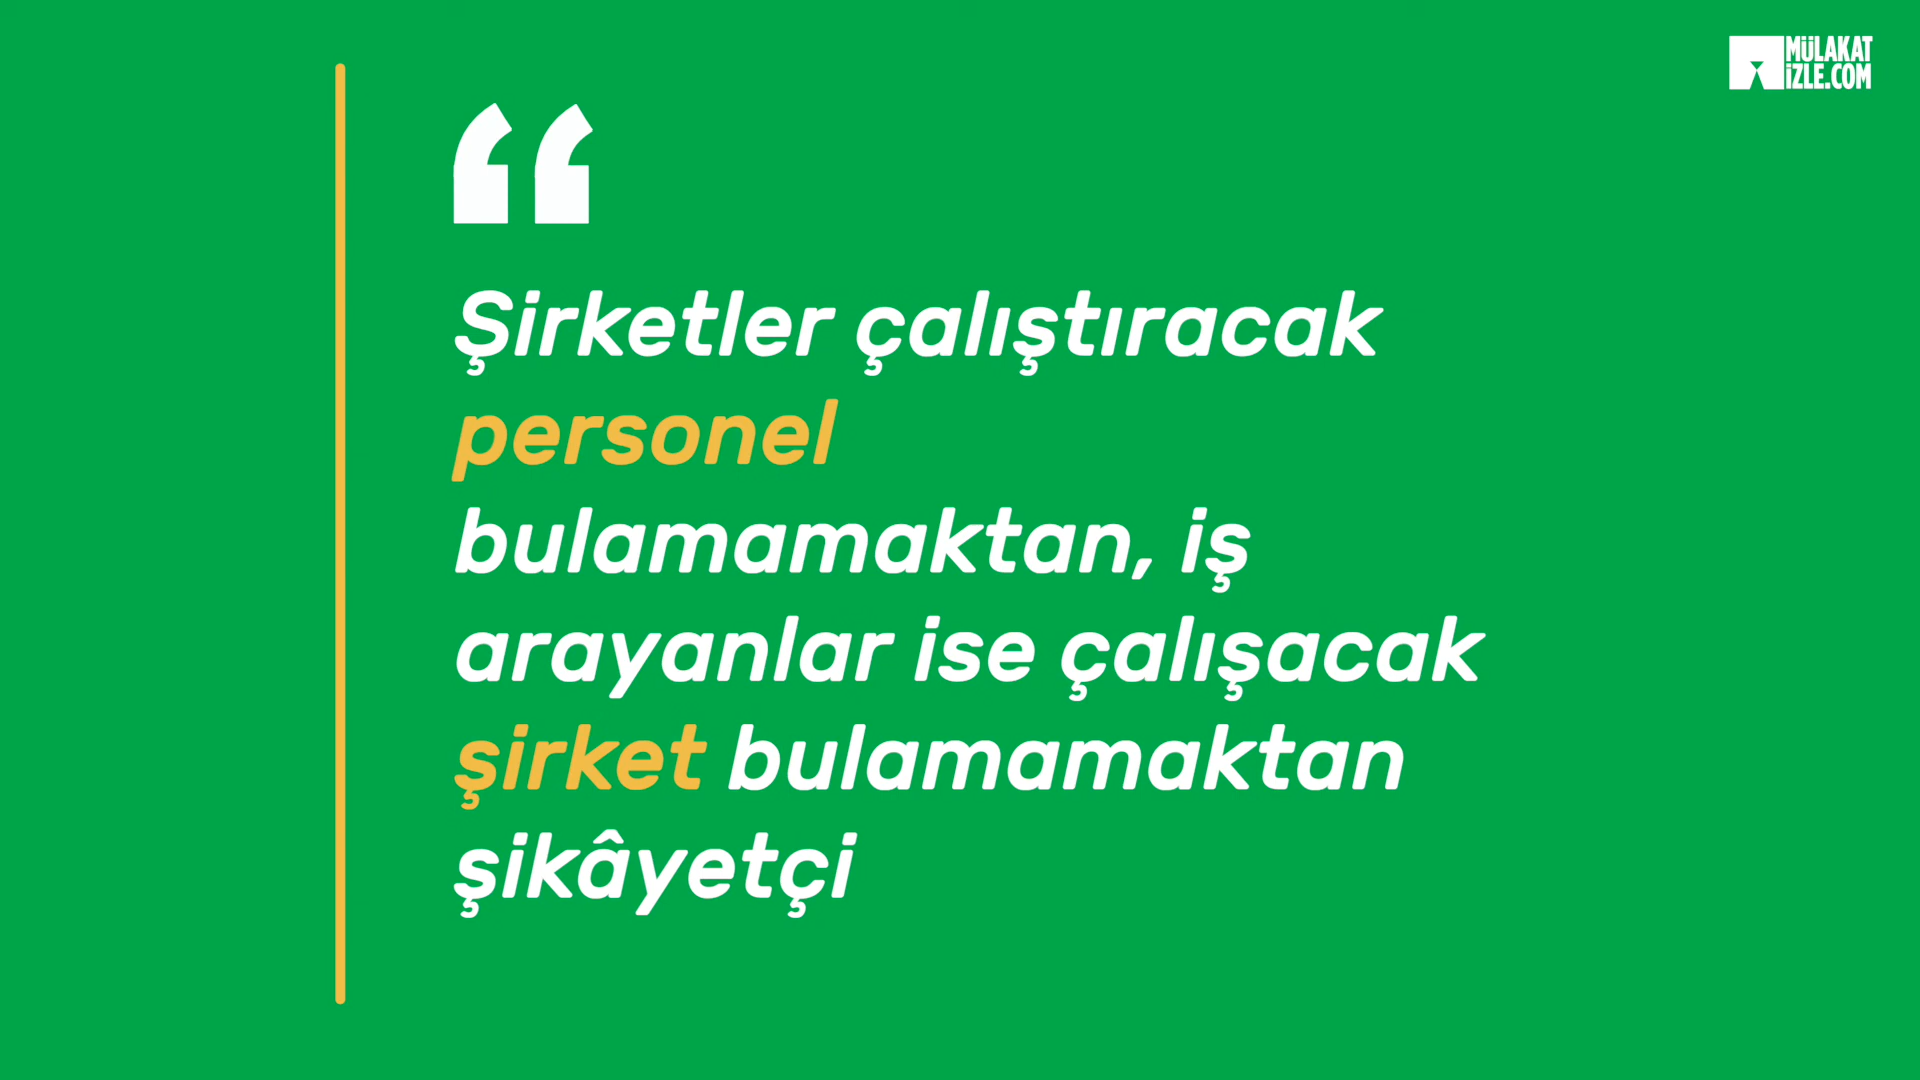 MÜLAKAT
İZLE.COM
“
Şirketler çalıştıracak
personel
bulamamaktan, iş
arayanlar ise çalışacak
şirket bulamamaktan
şikâyetçi